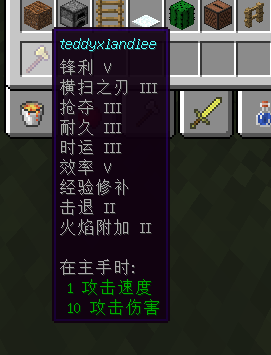 teddyxiandlee
锋利 V
横扫之刃 III
抢夺 III
耐久 III
时运 III
效率 V
经验修补
击退 II
火焰附加 II
在主手时:
1 攻击速度
10 攻击伤害